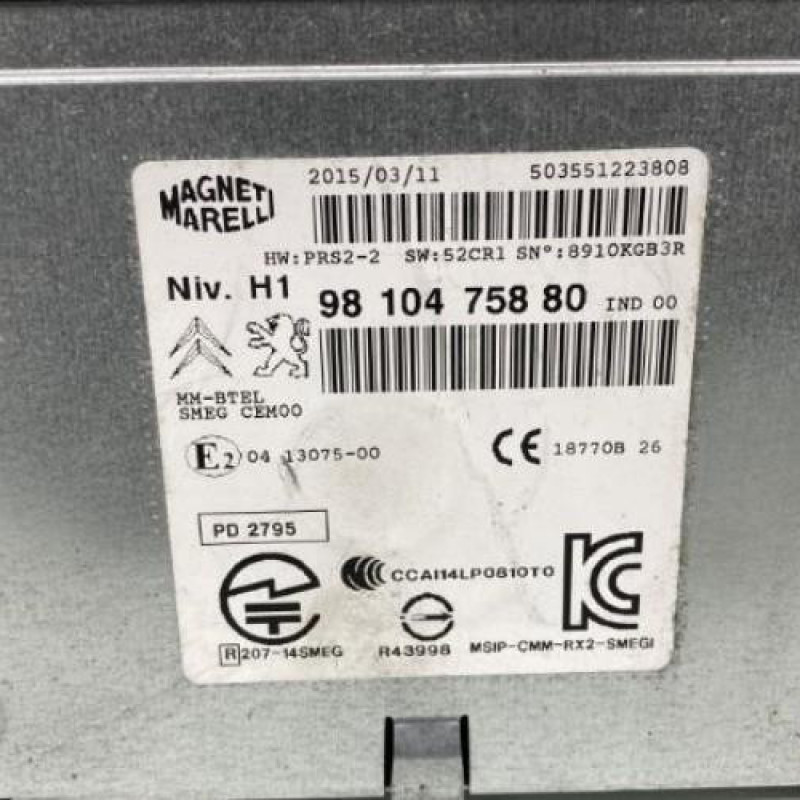 MAGNETI MARELLI
2015/03/11 503551223808
HW:PRS2-2 SW:52CR1 SN°:8910KGB3R
Niv. H1 98 104 758 80 IND 00
MM-BTEL
SMEG CEM00
E2 04 13075-00 CE 1877OB 26
PD 2795
CCAI14LP0810T0
R 207-14SMEG R43998 MSIP-CMM-RX2-SMEGI